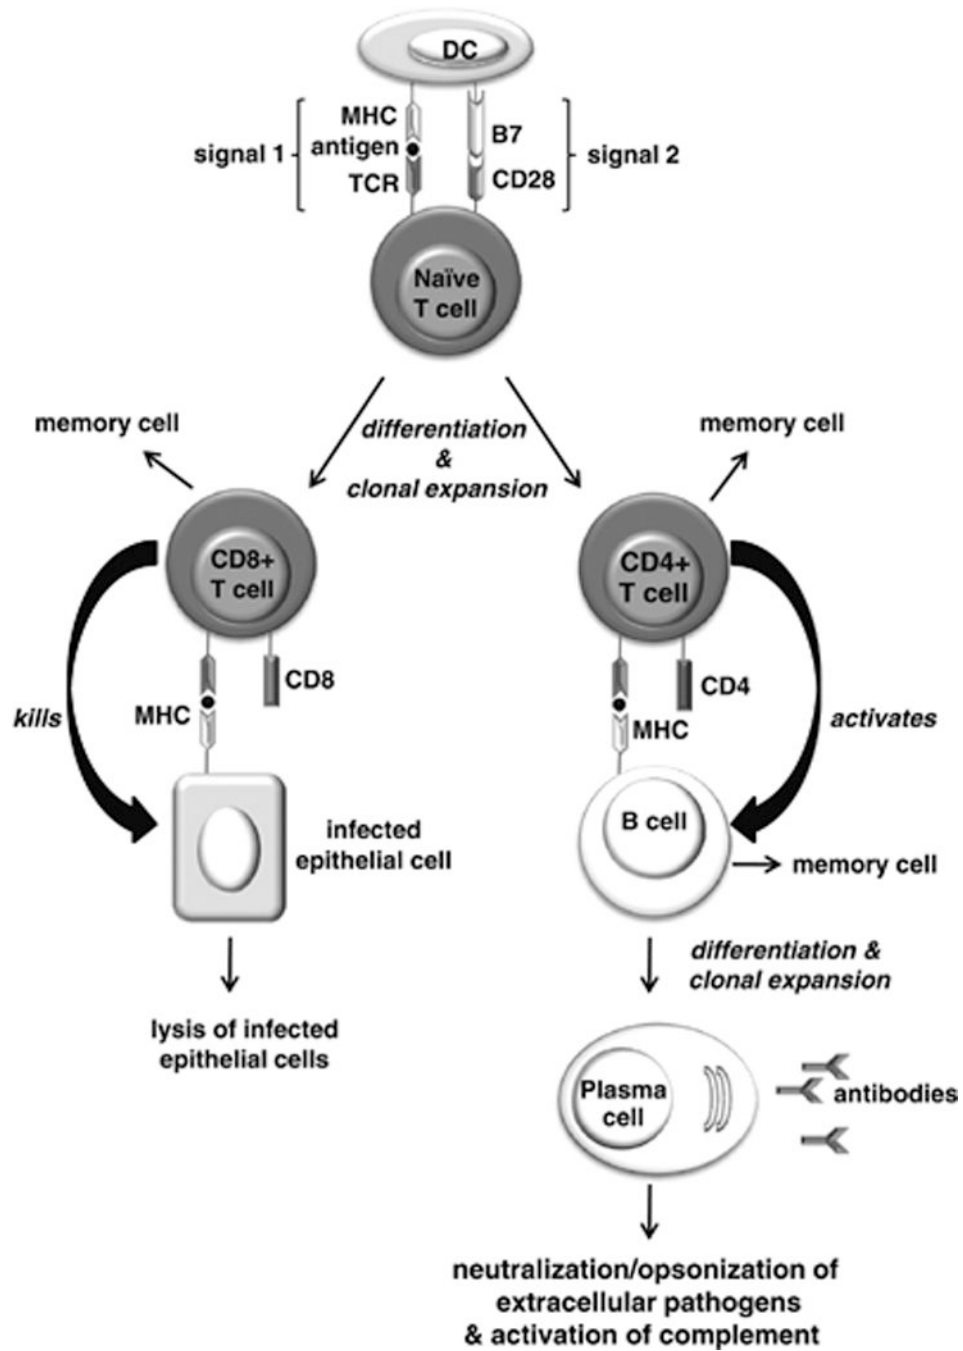 DC
MHC
antigen
TCR
signal 1
B7
CD28
signal 2
Naïve
T cell
differentiation
&
clonal expansion
memory cell
memory cell
CD8+
T cell
CD4+
T cell
CD8
MHC
kills
CD4
MHC
activates
infected
epithelial cell
B cell
memory cell
lysis of infected
epithelial cells
differentiation &
clonal expansion
Plasma
cell
antibodies
neutralization/opsonization of
extracellular pathogens
& activation of complement